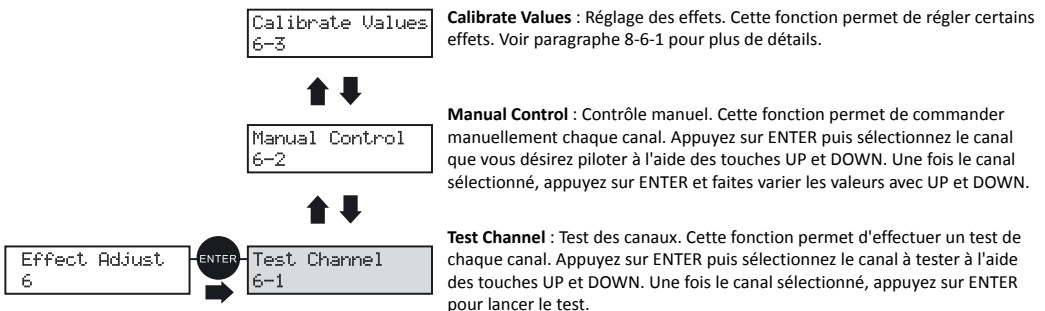 Calibrate Values
6-3
Calibrate Values : Réglage des effets. Cette fonction permet de régler certains
effets. Voir paragraphe 8-6-1 pour plus de détails.
Manual Control
6-2
Manual Control : Contrôle manuel. Cette fonction permet de commander
manuellement chaque canal. Appuyez sur ENTER puis sélectionnez le canal
que vous désirez piloter à l'aide des touches UP et DOWN. Une fois le canal
sélectionné, appuyez sur ENTER et faites varier les valeurs avec UP et DOWN.
Effect Adjust
6
ENTER
Test Channel
6-1
Test Channel : Test des canaux. Cette fonction permet d'effectuer un test de
chaque canal. Appuyez sur ENTER puis sélectionnez le canal à tester à l'aide
des touches UP et DOWN. Une fois le canal sélectionné, appuyez sur ENTER
pour lancer le test.